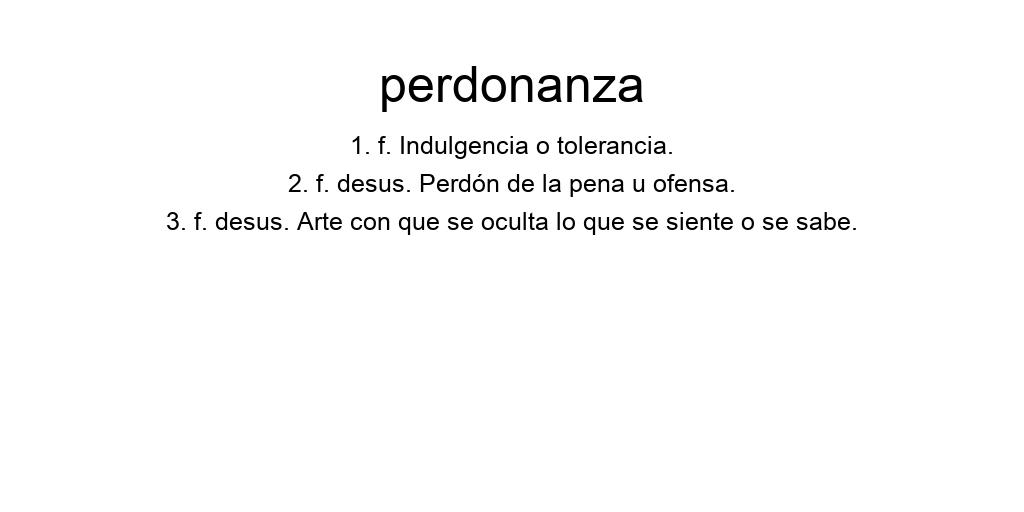 perdonanza
1. f. Indulgencia o tolerancia.
2. f. desus. Perdón de la pena u ofensa.
3. f. desus. Arte con que se oculta lo que se siente o se sabe.